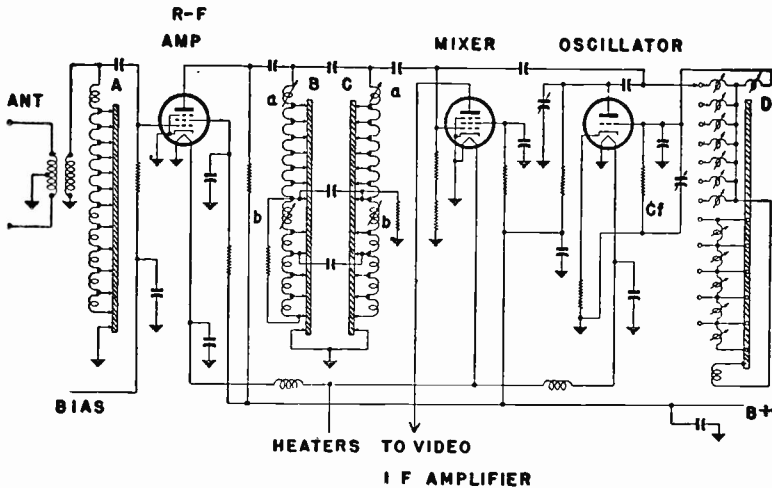 R-F
AMP
MIXER
OSCILLATOR
ANT
A
B
C
D
a
a
b
b
Cf
BIAS
B+
HEATERS TO VIDEO
I F AMPLIFIER